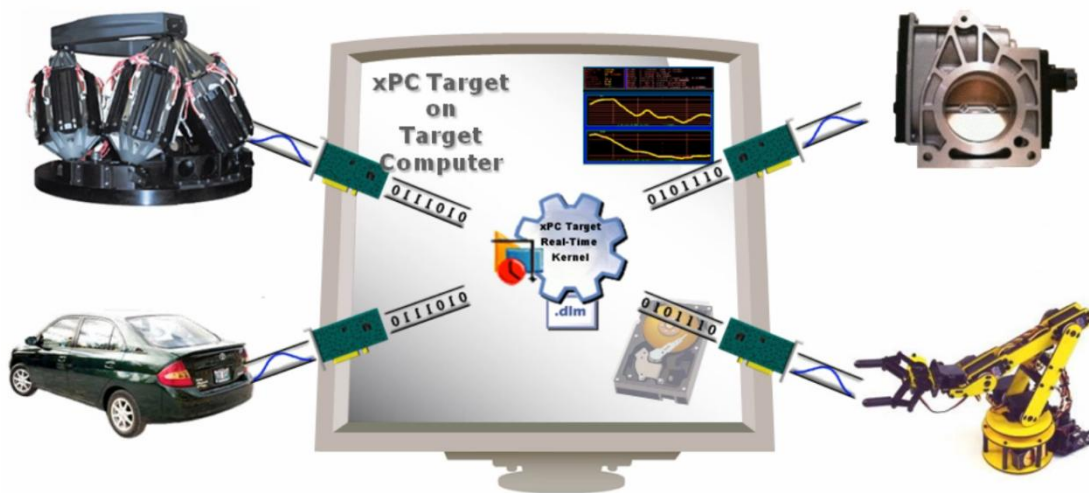 xPC Target
on
Target
Computer
0111010
0101110
xPC Target
Real-Time
Kernel
0111010
.dlm
0101110